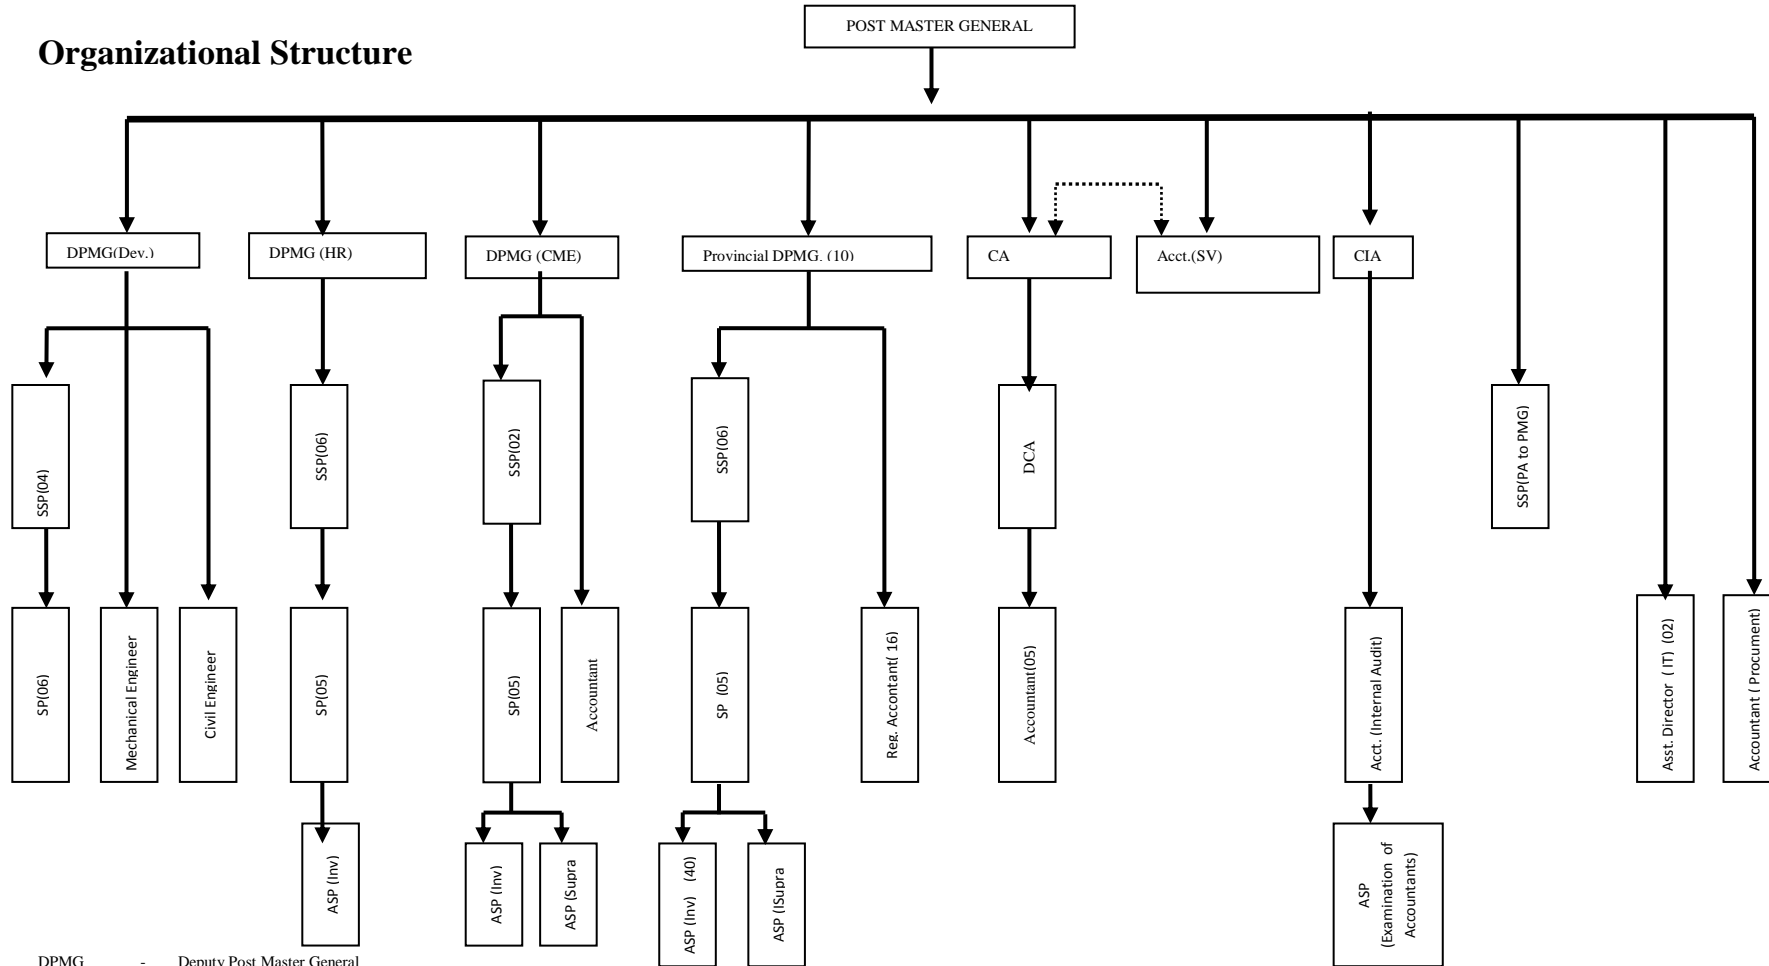 POST MASTER GENERAL
Organizational Structure
DPMG(Dev.)
DPMG (HR)
DPMG (CME)
Provincial DPMG. (10)
CA
Acct.(SV)
CIA
SSP(04)
SSP(06)
SSP(02)
SSP(06)
DCA
SSP(PA to PMG)
SP(06)
Mechanical Engineer
Civil Engineer
SP(05)
SP(05)
Accountant
SP (05)
Reg. Accontant( 16)
Accountant(05)
Acct. (Internal Audit)
Asst. Director ( IT) (02)
Accountant ( Procument)
ASP (Inv)
ASP (Inv)
ASP (Supra
ASP (Inv) (40)
ASP (ISupra
ASP
(Examination of
Accountants)
DPMG - Deputy Post Master General